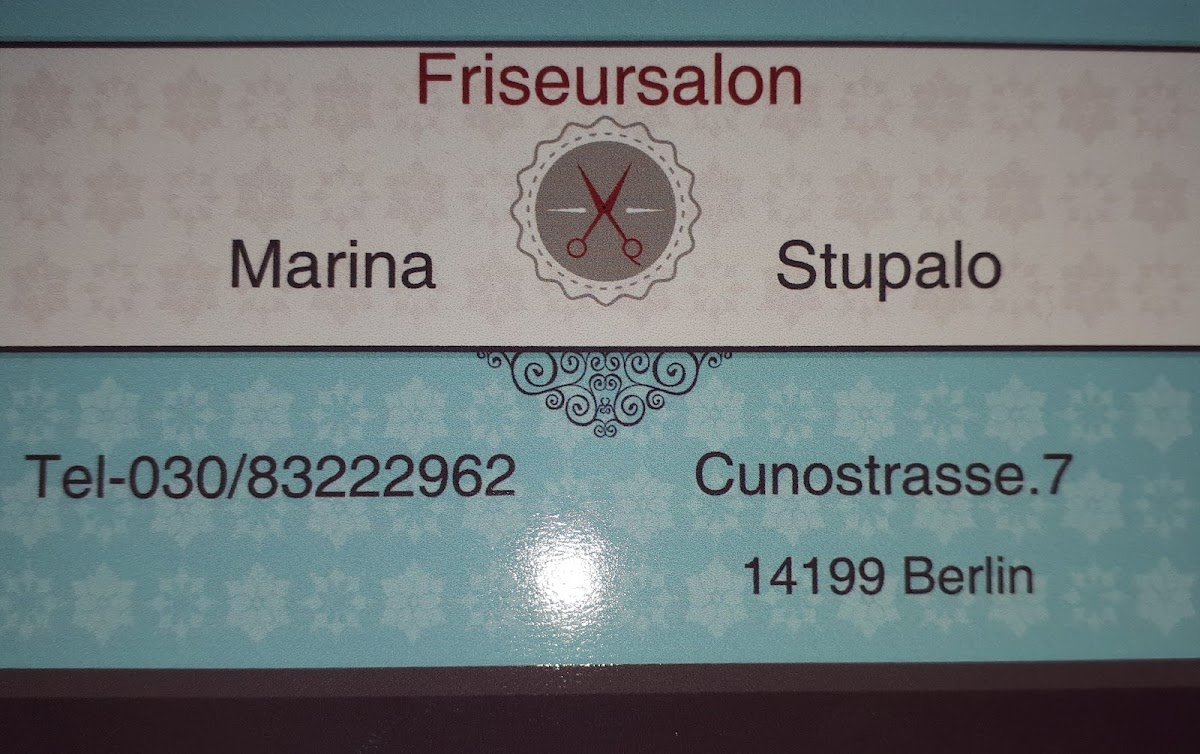 Friseursalon
Marina Stupalo
Tel-030/83222962 Cunostrasse.7
14199 Berlin